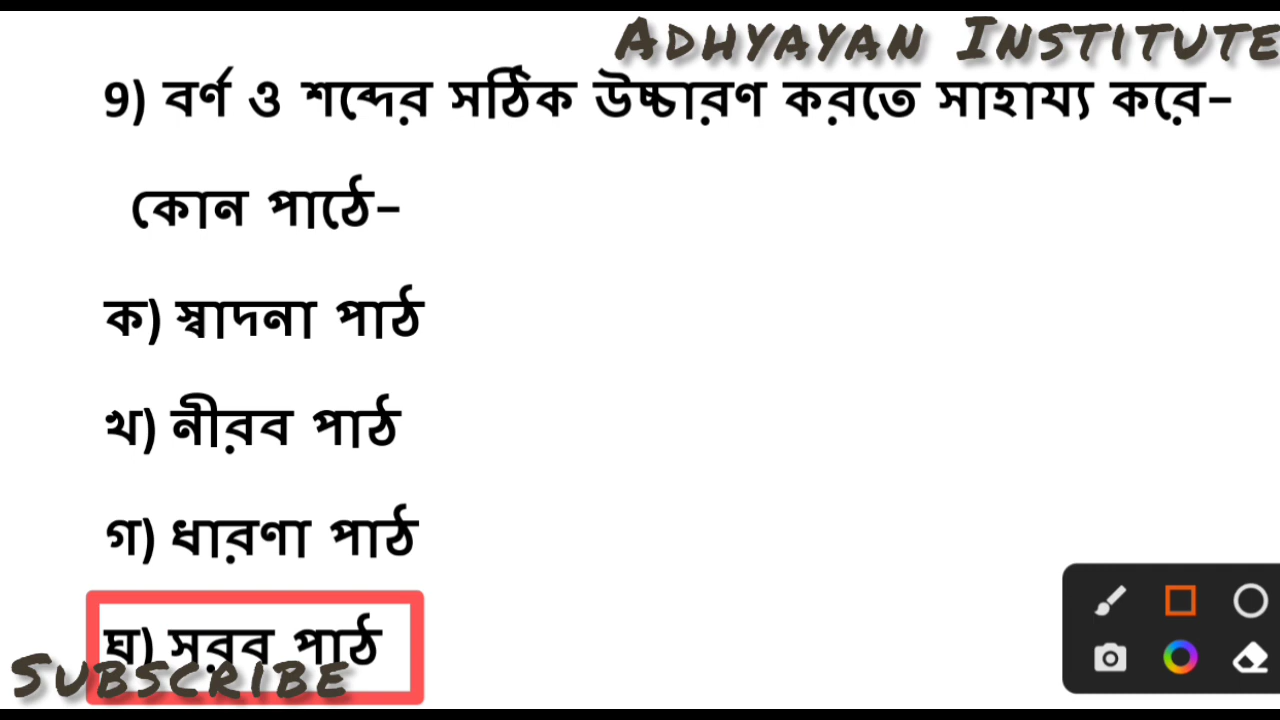 ADHYAYAN INSTITUTE
9) বর্ণ ও শব্দের সঠিক উচ্চারণ করতে সাহায্য করে-
কোন পাঠে-
ক) স্বাদনা পাঠ
খ) নীরব পাঠ
গ) ধারণা পাঠ
ঘ) সরব পাঠ
SUBSCRIBE